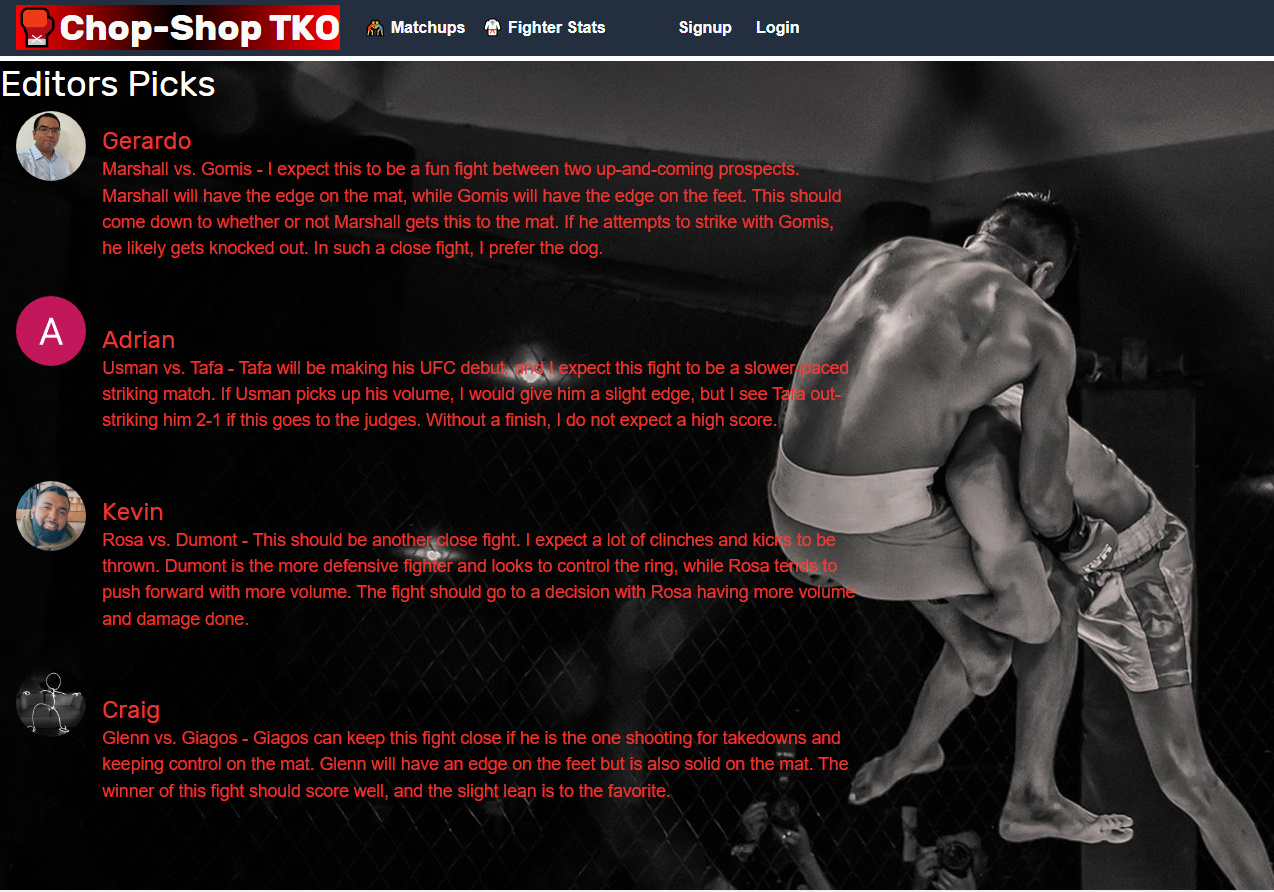 Chop-Shop TKO
Matchups
Fighter Stats
Signup
Login
Editors Picks
Gerardo
Marshall vs. Gomis - I expect this to be a fun fight between two up-and-coming prospects.
Marshall will have the edge on the mat, while Gomis will have the edge on the feet. This should
come down to whether or not Marshall gets this to the mat. If he attempts to strike with Gomis,
he likely gets knocked out. In such a close fight, I prefer the dog.
A
Adrian
Usman vs. Tafa - Tafa will be making his UFC debut, and I expect this fight to be a slower-paced
striking match. If Usman picks up his volume, I would give him a slight edge, but I see Tafa out-
striking him 2-1 if this goes to the judges. Without a finish, I do not expect a high score.
Kevin
Rosa vs. Dumont - This should be another close fight. I expect a lot of clinches and kicks to be
thrown. Dumont is the more defensive fighter and looks to control the ring, while Rosa tends to
push forward with more volume. The fight should go to a decision with Rosa having more volume
and damage done.
Craig
Glenn vs. Giagos - Giagos can keep this fight close if he is the one shooting for takedowns and
keeping control on the mat. Glenn will have an edge on the feet but is also solid on the mat. The
winner of this fight should score well, and the slight lean is to the favorite.